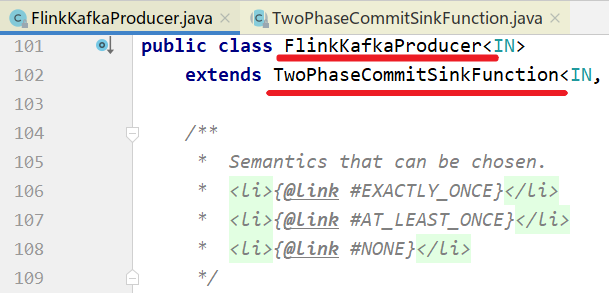 FlinkKafkaProducer.java TwoPhaseCommitSinkFunction.java
101 public class FlinkKafkaProducer<IN>
102 extends TwoPhaseCommitSinkFunction<IN,
103
104 /**
105 * Semantics that can be chosen.
106 * <li>{@link #EXACTLY_ONCE}</li>
107 * <li>{@link #AT_LEAST_ONCE}</li>
108 * <li>{@link #NONE}</li>
109 */